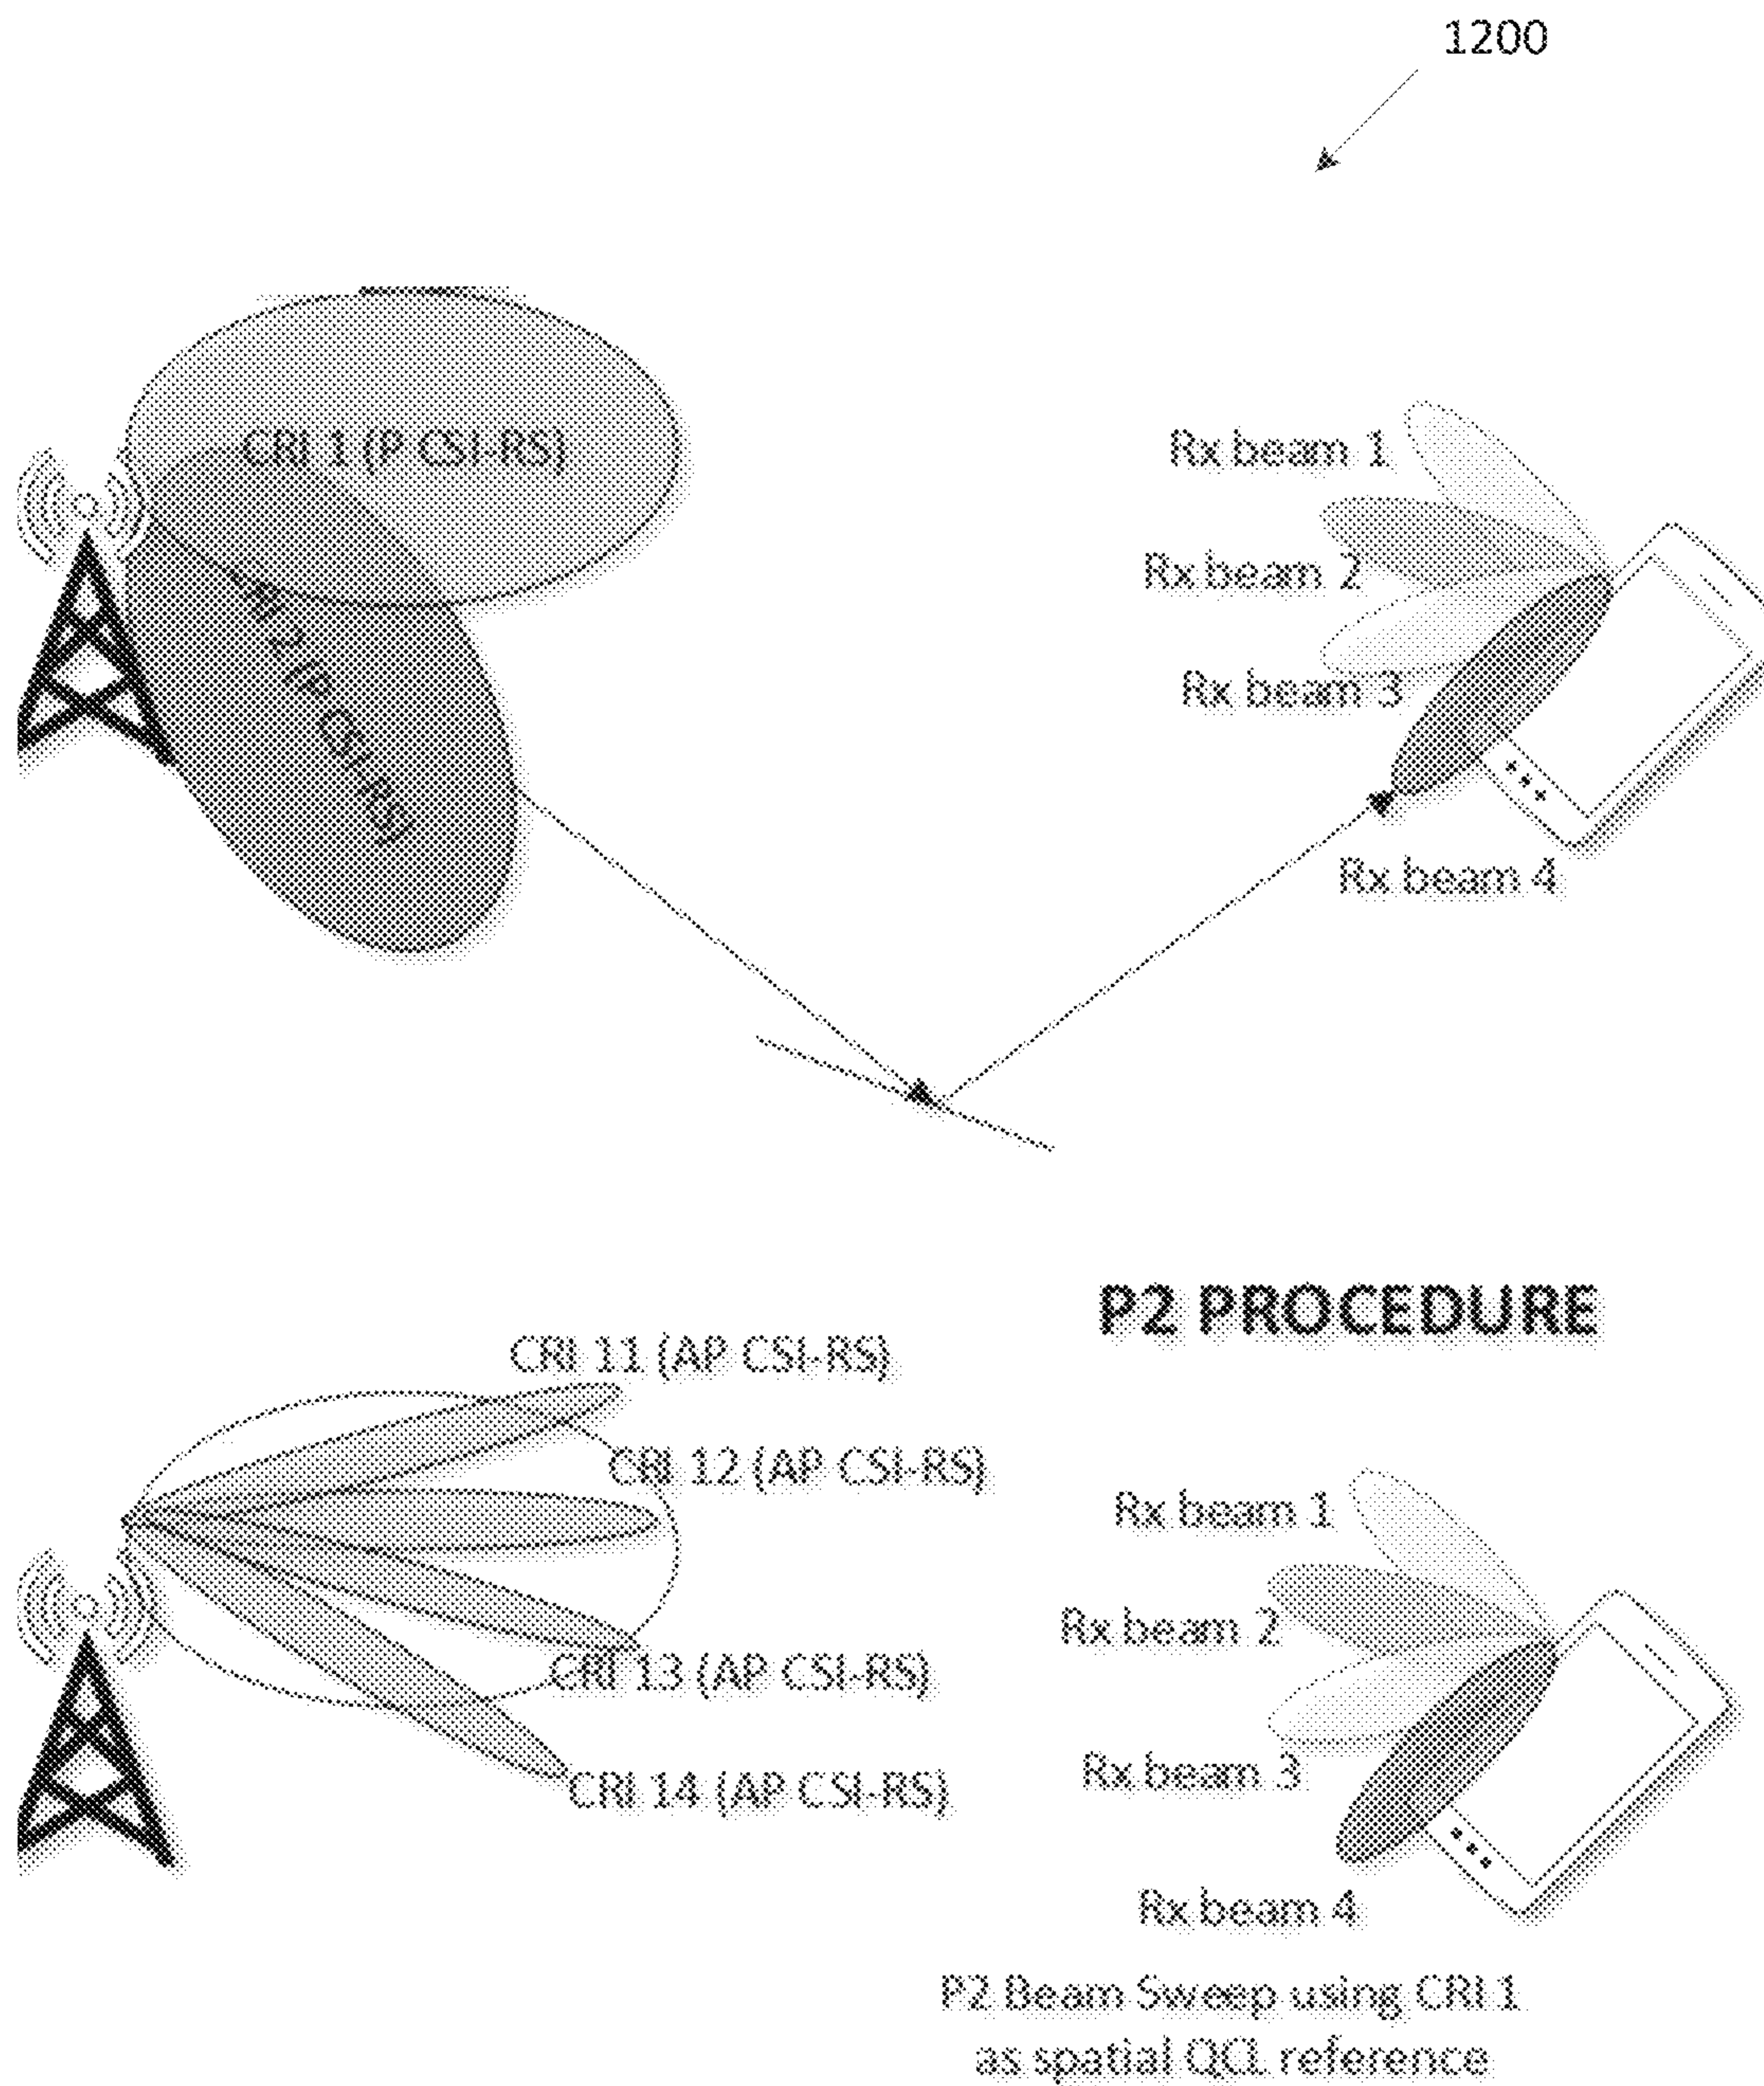 1200
CRI 1 (P CSI-RS)
2 (P CSI-RS)
Rx beam 1
Rx beam 2
Rx beam 3
Rx beam 4
P2 PROCEDURE
CRI 11 (AP CSI-RS)
CRI 12 (AP CSI-RS)
CRI 13 (AP CSI-RS)
CRI 14 (AP CSI-RS)
Rx beam 1
Rx beam 2
Rx beam 3
Rx beam 4
P2 Beam Sweep using CRI 1
as spatial QCL reference